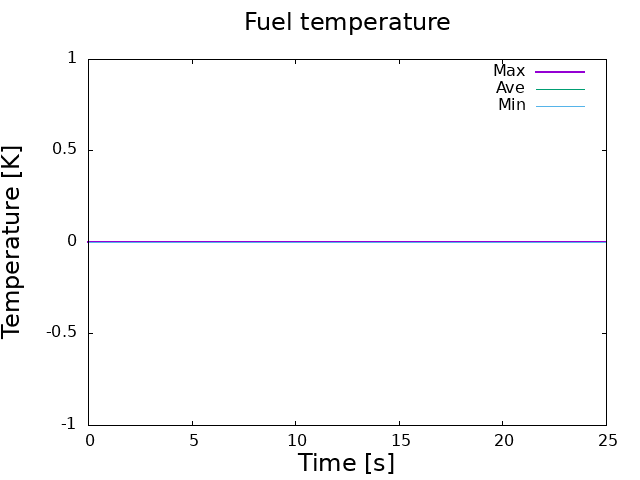 Fuel temperature
Max
Ave
Min
1
0.5
0
-0.5
-1
Temperature [K]
0 5 10 15 20 25
Time [s]